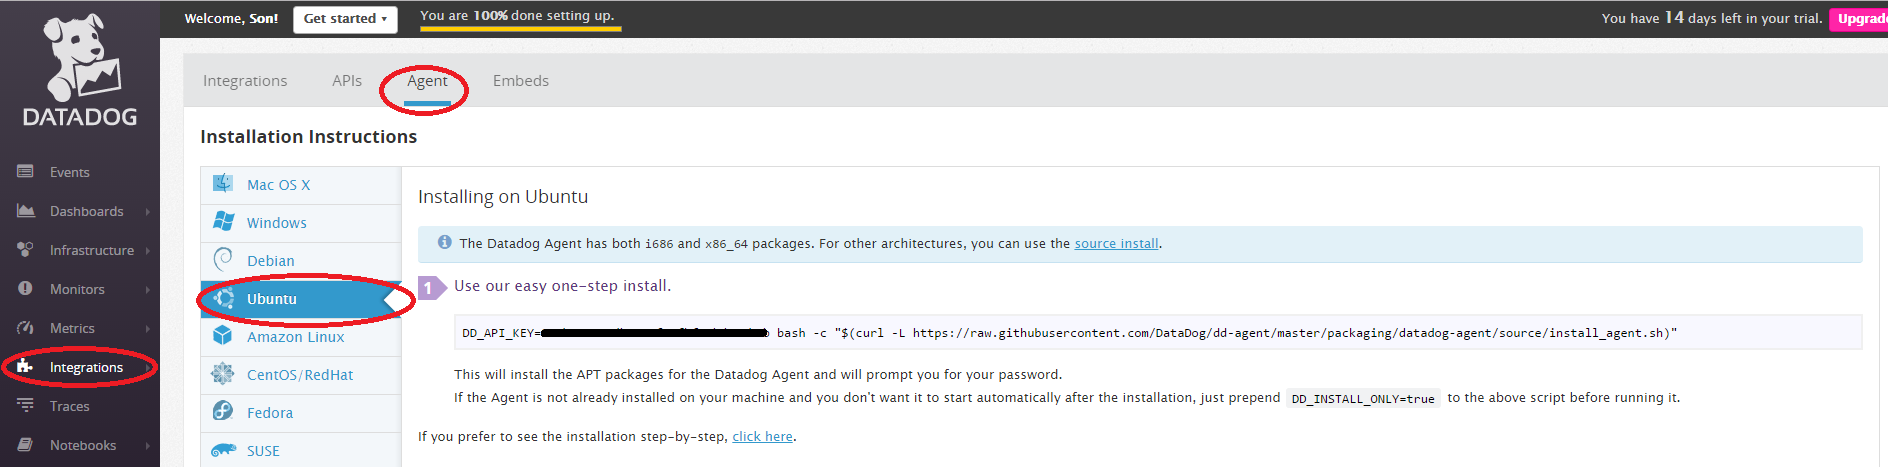 Welcome, Son! Get started ▾ You are 100% done setting up. You have 14 days left in your trial. Upgrade
DATADOG
Events
Dashboards
Infrastructure
Monitors
Metrics
Integrations
Traces
Notebooks
Integrations APIs Agent Embeds
Installation Instructions
Mac OS X
Windows
Debian
Ubuntu
Amazon Linux
CentOS/RedHat
Fedora
SUSE
Installing on Ubuntu
The Datadog Agent has both i686 and x86_64 packages. For other architectures, you can use the source install.
1 Use our easy one-step install.
DD_API_KEY= bash -c "$(curl -L https://raw.githubusercontent.com/DataDog/dd-agent/master/packaging/datadog-agent/source/install_agent.sh)"
This will install the APT packages for the Datadog Agent and will prompt you for your password.
If the Agent is not already installed on your machine and you don't want it to start automatically after the installation, just prepend DD_INSTALL_ONLY=true to the above script before running it.
If you prefer to see the installation step-by-step, click here.